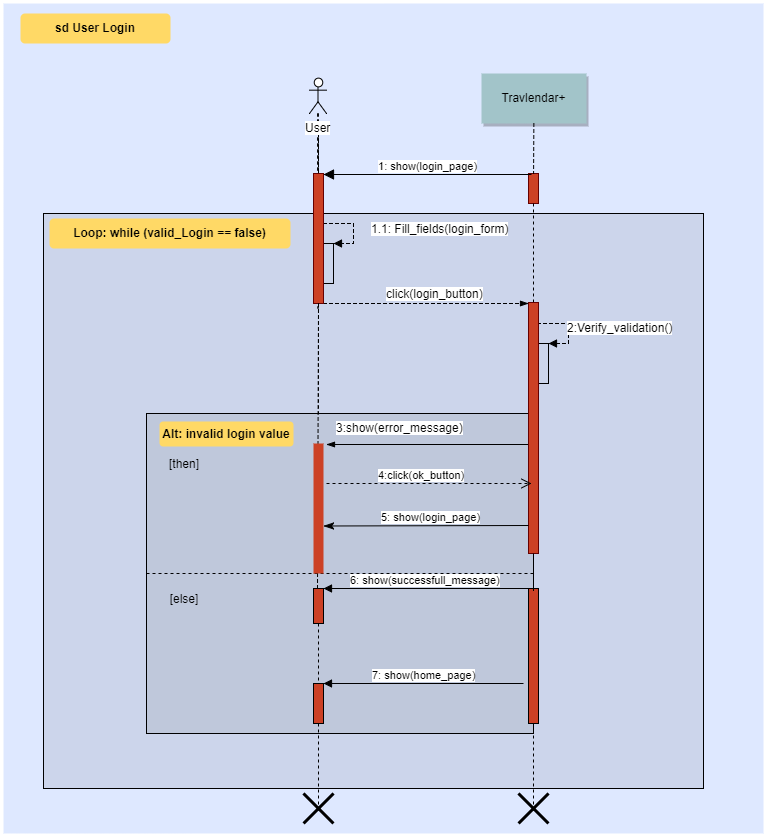 sd User Login
Travlendar+
User
1: show(login_page)
Loop: while (valid_Login == false)
1.1: Fill_fields(login_form)
click(login_button)
2:Verify_validation()
Alt: invalid login value
3:show(error_message)
[then]
4:click(ok_button)
5: show(login_page)
6: show(successfull_message)
[else]
7: show(home_page)